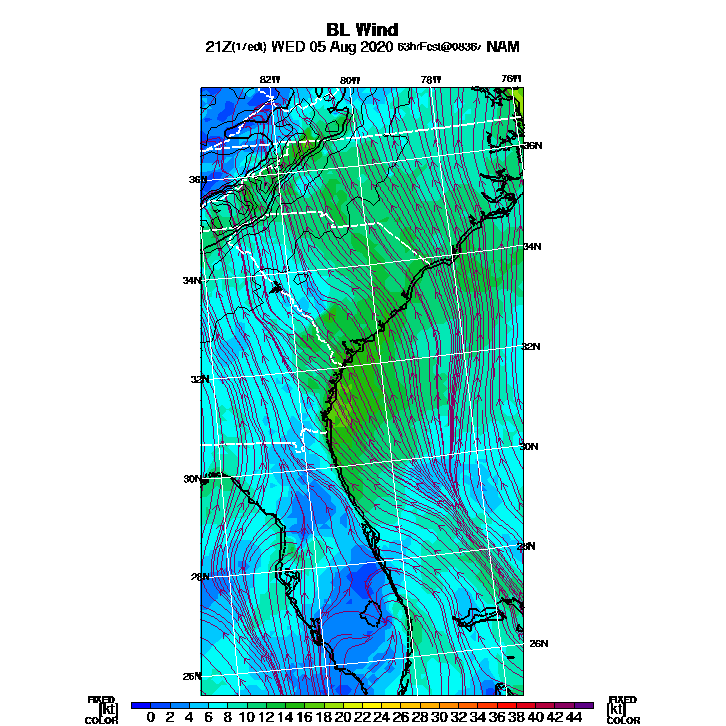 BL Wind
21Z(17edt) WED 05 Aug 2020 63hrFcst@0836z NAM
82W 80W 78W 76W
36N
36N
34N
34N
32N
32N
30N
30N
28N
28N
26N
26N
FIXED FIXED
[kt] 0 2 4 6 8 10 12 14 16 18 20 22 24 26 28 30 32 34 36 38 40 42 44 [kt]
COLOR COLOR